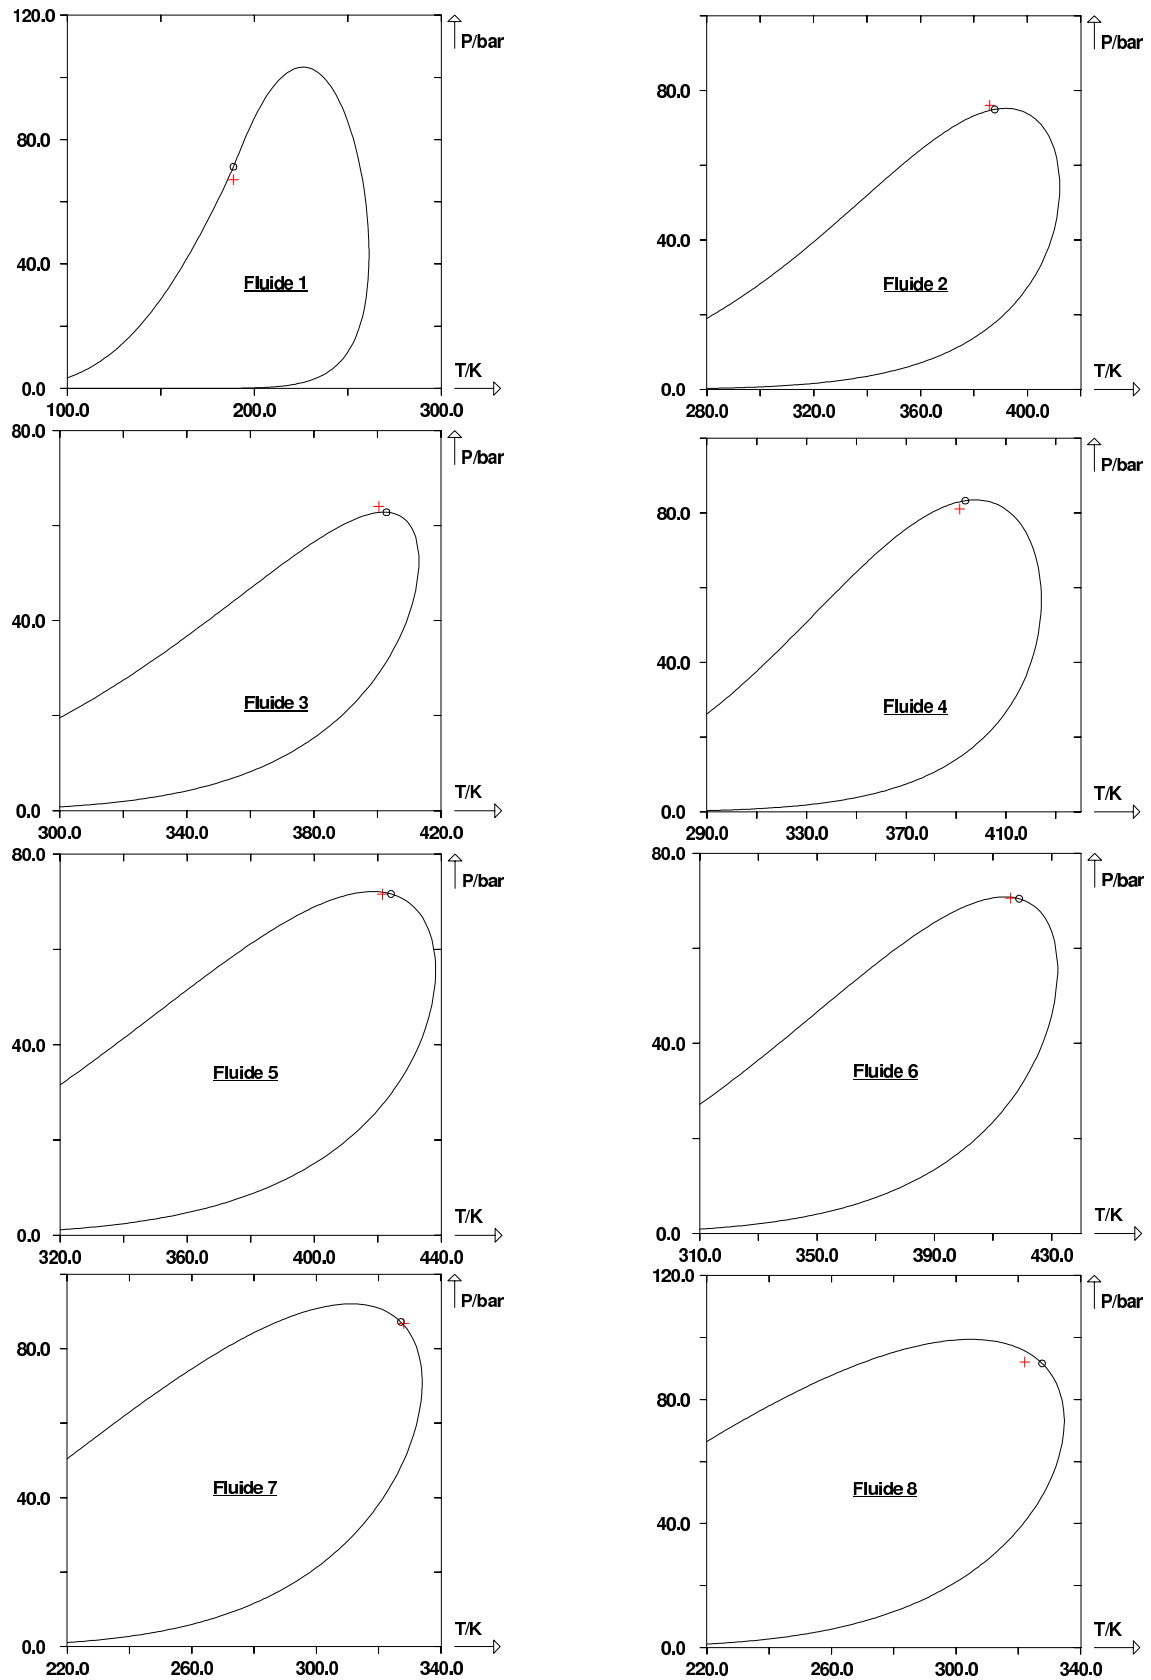 120.0
P/bar
80.0
40.0
Fluide 1
T/K
0.0
100.0 200.0 300.0
P/bar
80.0
40.0
Fluide 2
T/K
0.0
280.0 320.0 360.0 400.0
80.0
P/bar
40.0
Fluide 3
T/K
0.0
300.0 340.0 380.0 420.0
P/bar
80.0
40.0
Fluide 4
T/K
0.0
290.0 330.0 370.0 410.0
80.0
P/bar
40.0
Fluide 5
T/K
0.0
320.0 360.0 400.0 440.0
80.0
P/bar
40.0
Fluide 6
T/K
0.0
310.0 350.0 390.0 430.0
P/bar
80.0
40.0
Fluide 7
T/K
0.0
220.0 260.0 300.0 340.0
120.0
P/bar
80.0
40.0
Fluide 8
T/K
0.0
220.0 260.0 300.0 340.0